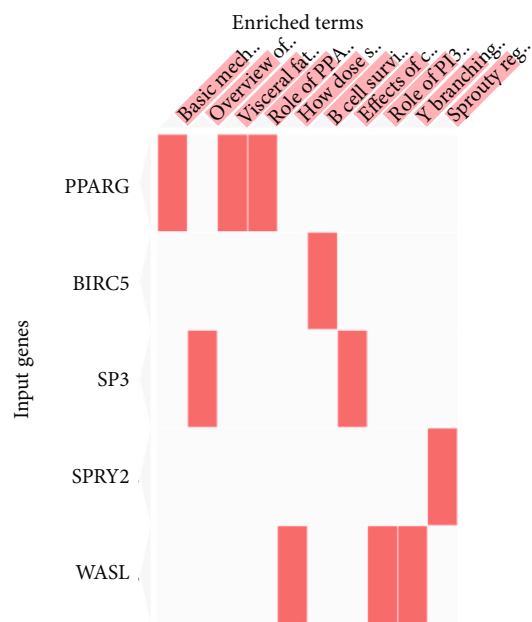 Enriched terms
Basic mech..
Overview of..
Visceral fat..
Role of PPA..
How dose s..
B cell survi..
Effects of c..
Role of PI3..
Y branching..
Sprouty reg..
Input genes
PPARG
BIRC5
SP3
SPRY2
WASL